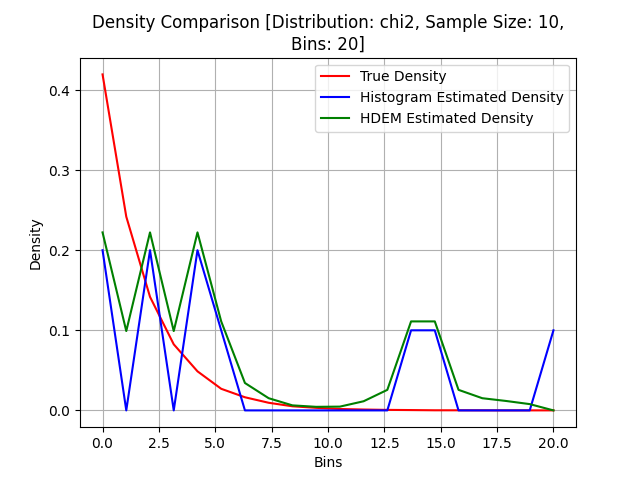 Density Comparison [Distribution: chi2, Sample Size: 10,
Bins: 20]
True Density
Histogram Estimated Density
HDEM Estimated Density
Density
0.4
0.3
0.2
0.1
0.0
0.0 2.5 5.0 7.5 10.0 12.5 15.0 17.5 20.0
Bins